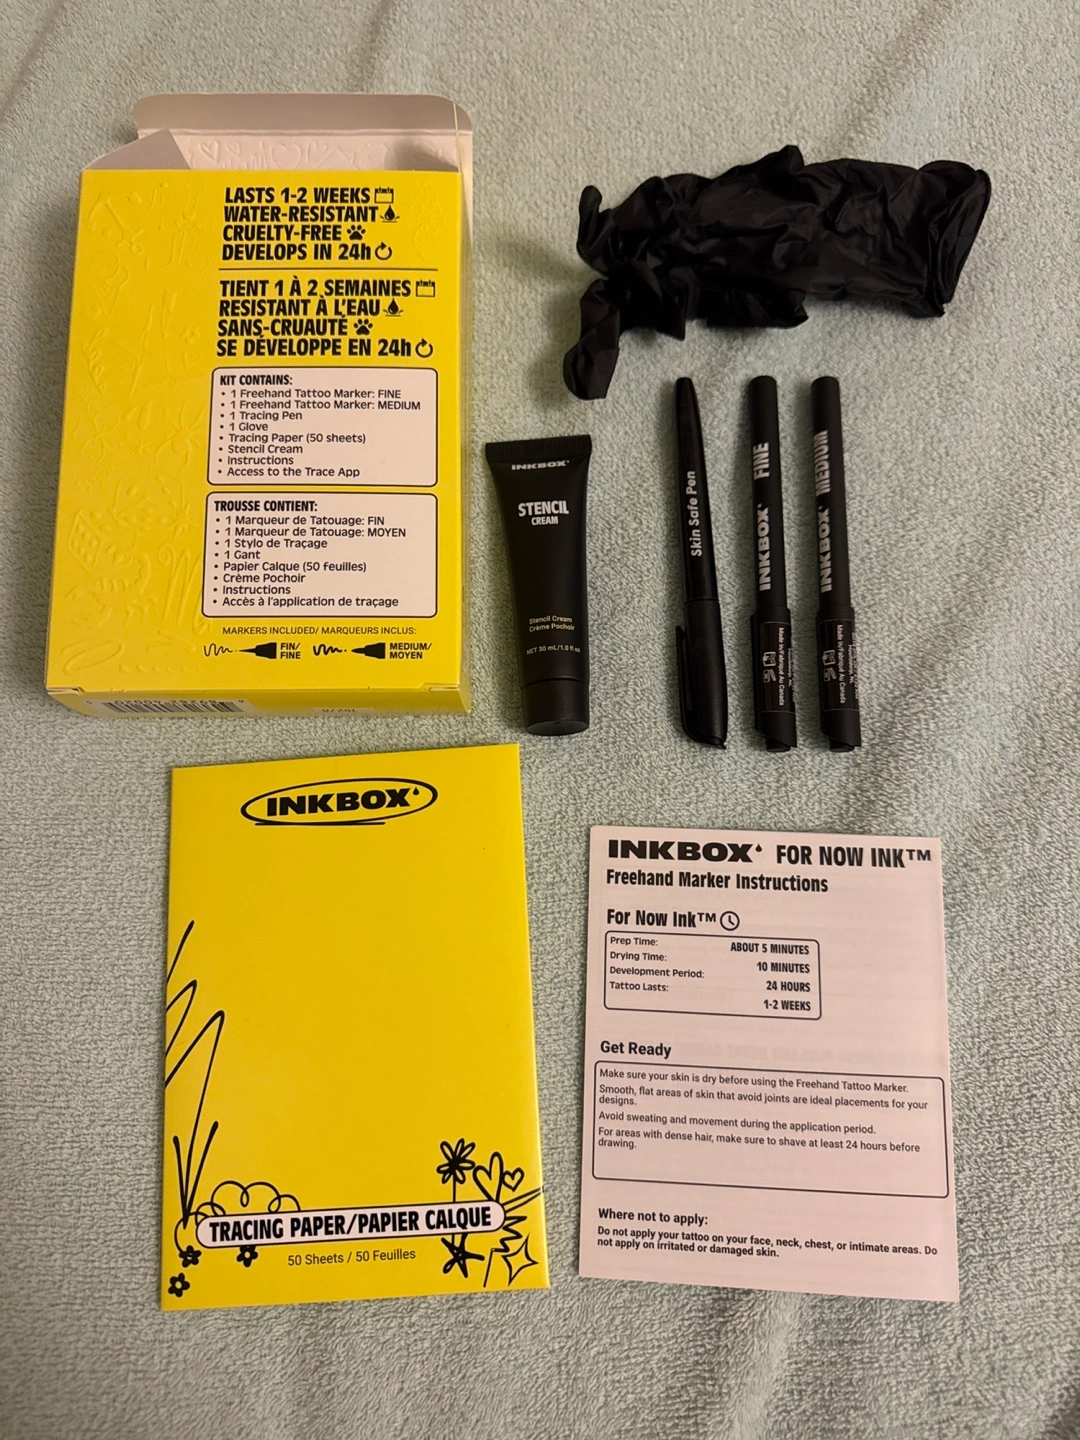 LASTS 1-2 WEEKS
WATER-RESISTANT
CRUELTY-FREE
DEVELOPS IN 24h
TIENT 1 À 2 SEMAINES
RESISTANT À L'EAU
SANS-CRUAUTÉ
SE DÉVELOPPE EN 24h
KIT CONTAINS:
• 1 Freehand Tattoo Marker: FINE
• 1 Freehand Tattoo Marker: MEDIUM
• 1 Tracing Pen
• 1 Glove
• Tracing Paper (50 sheets)
• Stencil Cream
• Instructions
• Access to the Trace App
TROUSSE CONTIENT:
• 1 Marqueur de Tatouage: FIN
• 1 Marqueur de Tatouage: MOYEN
• 1 Stylo de Traçage
• 1 Gant
• Papier Calque (50 feuilles)
• Crème Pochoir
• Instructions
• Accès à l'application de traçage
MARKERS INCLUDED/ MARQUEURS INCLUS:
FIN/
FINE
MEDIUM/
MOYEN
INKBOX
STENCIL
CREAM
Stencil Cream
Crème Pochoir
NET 30 mL/1.0 fl oz
Skin Safe Pen
INKBOX FINE
Made in/Fabriqué Au Canada
INKBOX MEDIUM
Made in/Fabriqué Au Canada
INKBOX
TRACING PAPER/PAPIER CALQUE
50 Sheets / 50 Feuilles
INKBOX FOR NOW INK™
Freehand Marker Instructions
For Now Ink™
Prep Time: ABOUT 5 MINUTES
Drying Time: 10 MINUTES
Development Period: 24 HOURS
Tattoo Lasts: 1-2 WEEKS
Get Ready
Make sure your skin is dry before using the Freehand Tattoo Marker.
Smooth, flat areas of skin that avoid joints are ideal placements for your
designs.
Avoid sweating and movement during the application period.
For areas with dense hair, make sure to shave at least 24 hours before
drawing.
Where not to apply:
Do not apply your tattoo on your face, neck, chest, or intimate areas. Do
not apply on irritated or damaged skin.